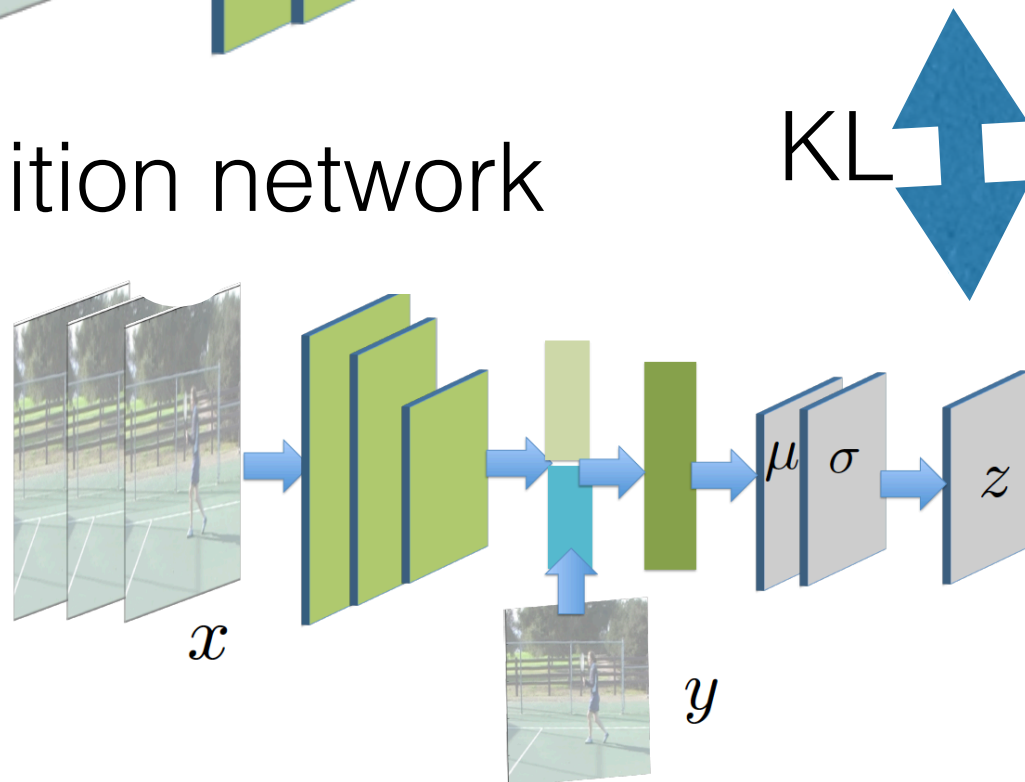 KL
ition network
μ σ
z
x
y